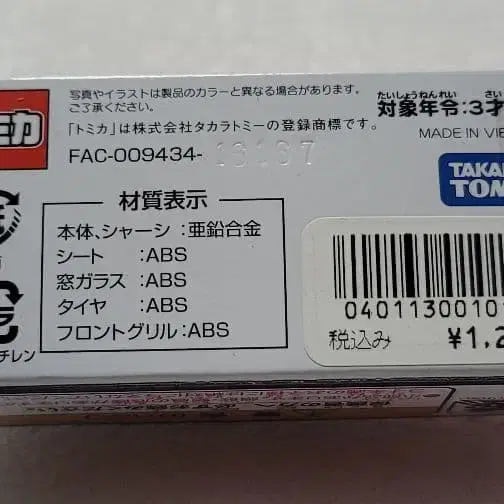 写真やイラストは製品のカラーと異なる場合があります。
ご了承ください。
「トミカ」は株式会社タカラトミーの登録商標です。
FAC-009434-
たいしょうねんれい さい
対象年令:3才
MADE IN VIE
ミカ
TAKARA
TOMY
材質表示
本体、シャーシ:亜鉛合金
シート :ABS
窓ガラス :ABS
タイヤ :ABS
フロントグリル:ABS
チレン
0401130010
税込み ¥1,2